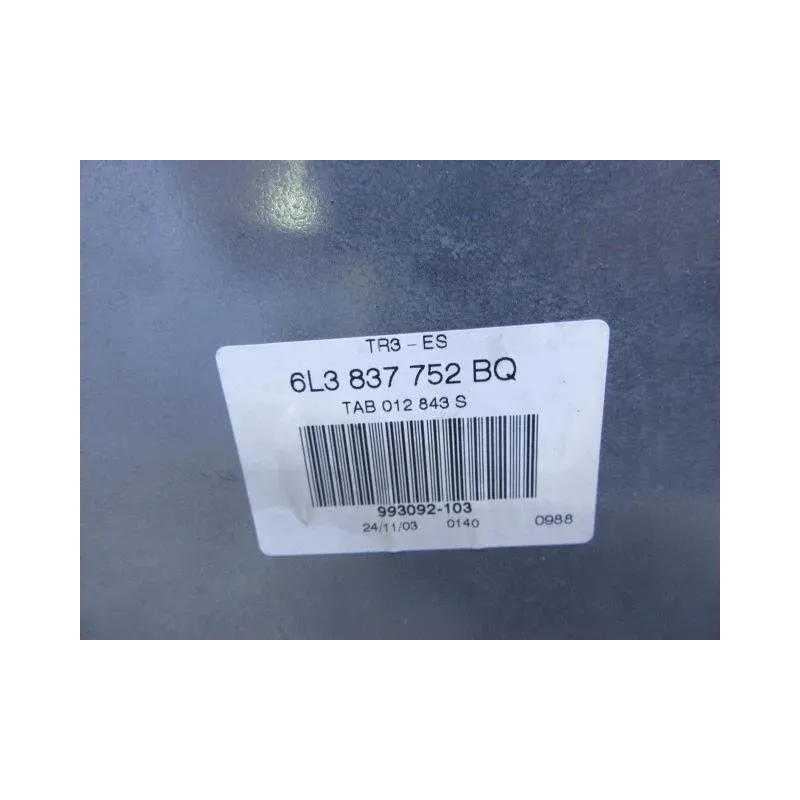 TR3 - ES
6L3 837 752 BQ
TAB 012 843 S
993092-103
24/11/03 0140 0988